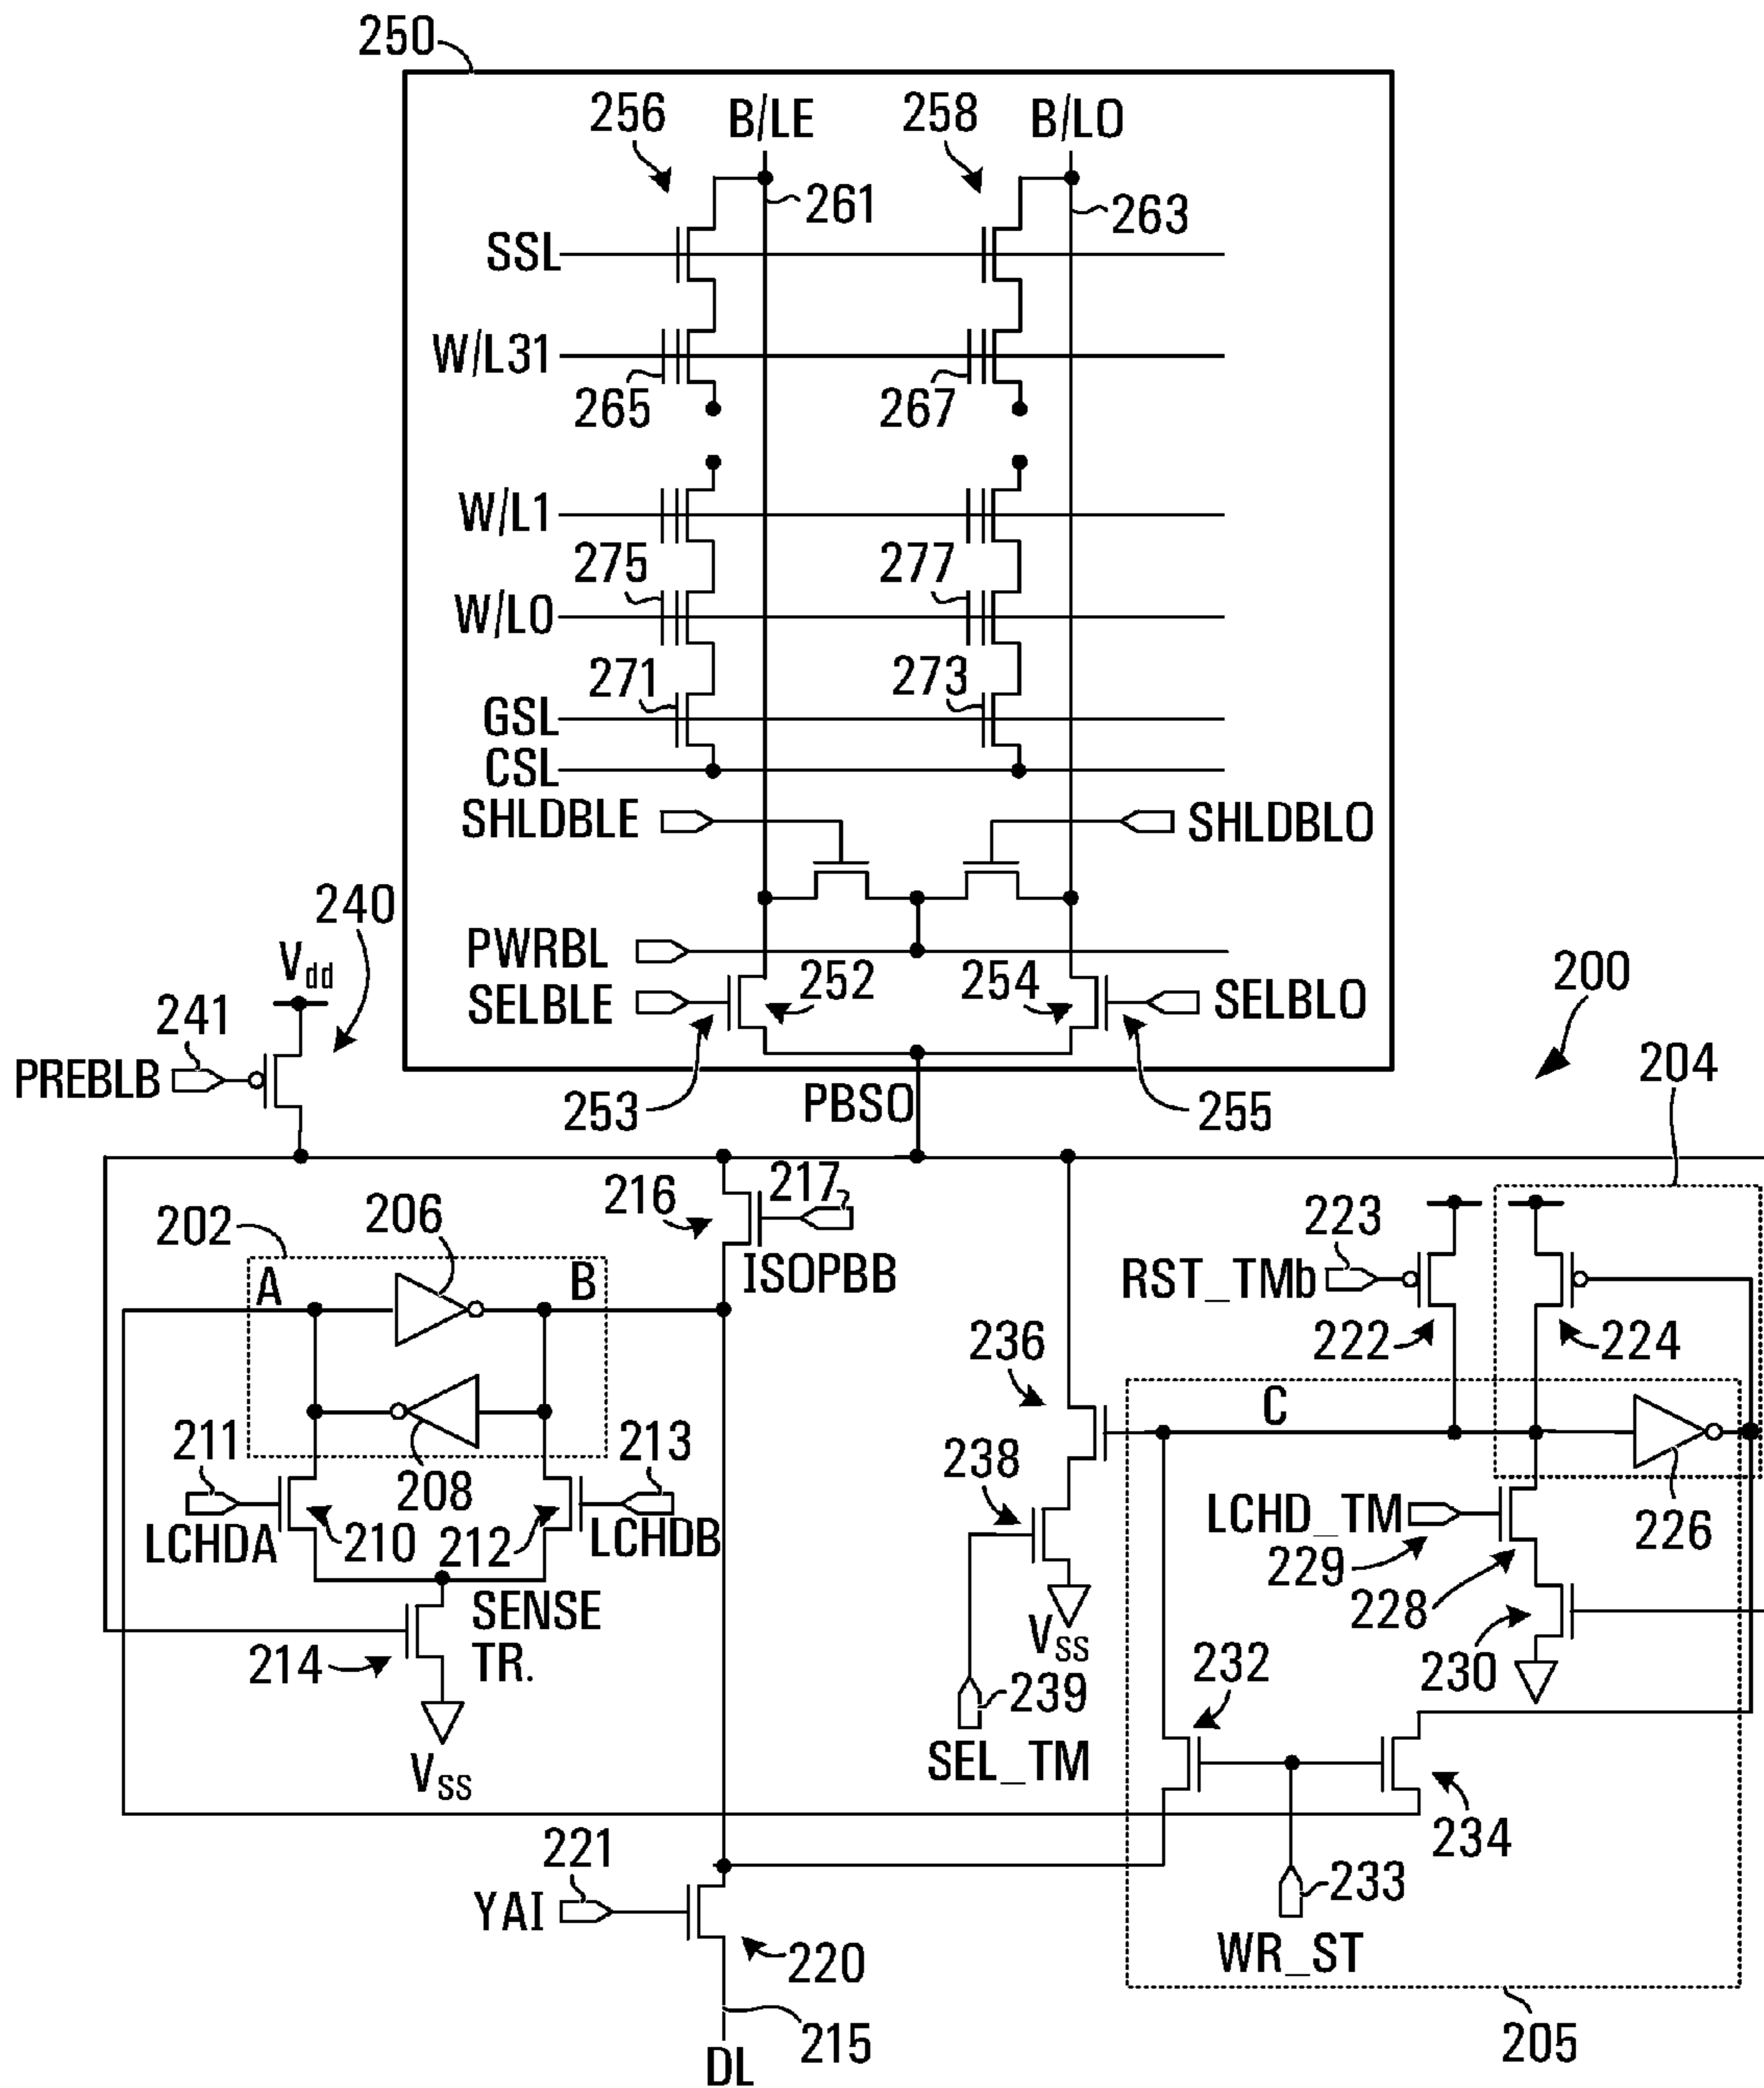 250
256 B/LE 258 B/LO
261 263
SSL
W/L31
265 267
W/L1
275 277
W/L0
271 273
GSL
CSL
SHLDBLE SHLDBLO
240
PWRBL
Vdd 252 254 200
SELBLE SELBLO
241
PREBLB 204
253 PBSO 255
216 217
202 206 223
A B ISOPBB RST_TMb
236 222 224
C
211 213 238
208 LCHD_TM 226
LCHDA 210 212 LCHDB 229
SENSE 228
214 TR. VSS 230
232
239
VSS SEL_TM
234
221
YAI 233
220 WR_ST
215 205
DL